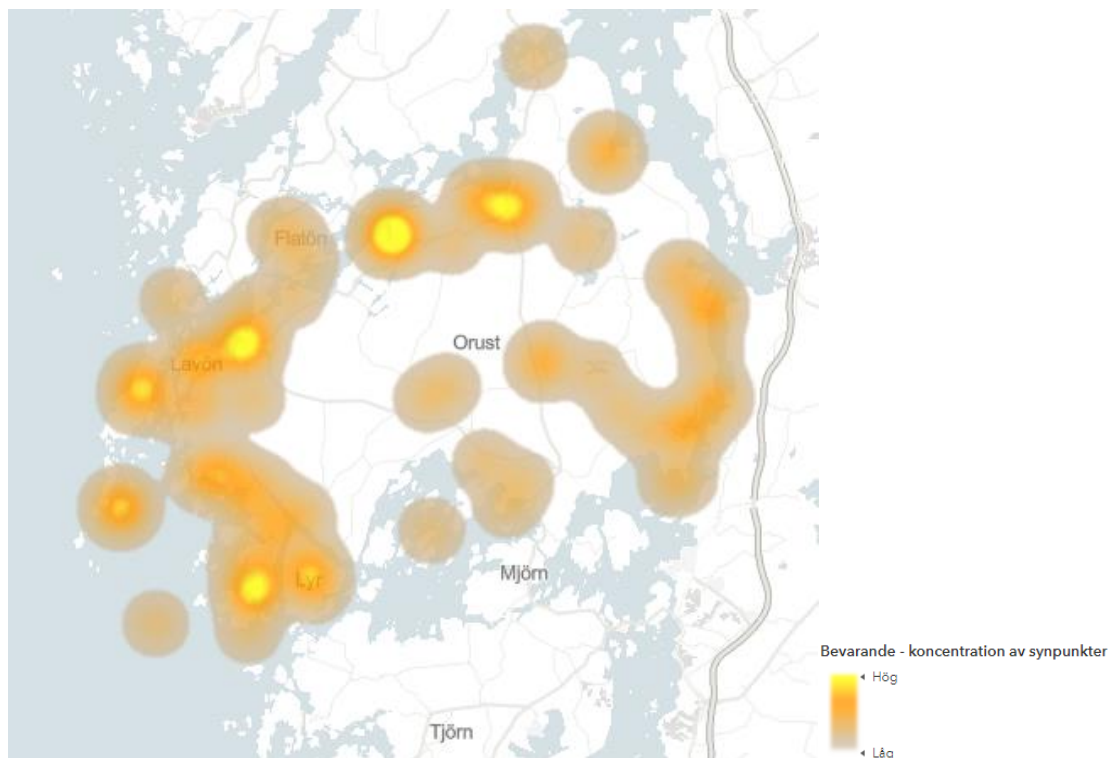 Flatön
Orust
Lavön
Lyr
Mjörn
Tjörn
Bevarande - koncentration av synpunkter
Hög
Låg